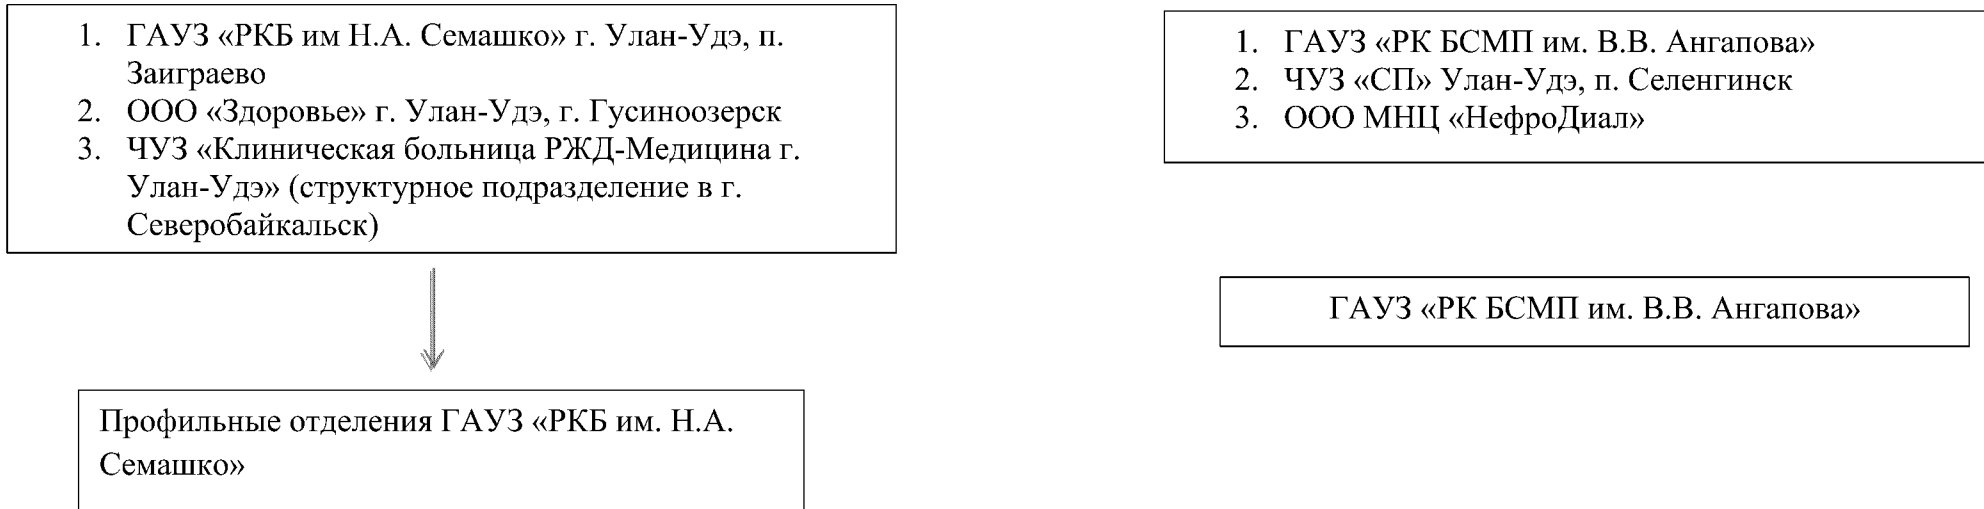 1. ГАУЗ «РКБ им Н.А. Семашко» г. Улан-Удэ, п.
Заиграево
2. ООО «Здоровье» г. Улан-Удэ, г. Гусиноозерск
3. ЧУЗ «Клиническая больница РЖД-Медицина г.
Улан-Удэ» (структурное подразделение в г.
Северобайкальск)
Профильные отделения ГАУЗ «РКБ им. Н.А.
Семашко»
1. ГАУЗ «РК БСМП им. В.В. Ангапова»
2. ЧУЗ «СП» Улан-Удэ, п. Селенгинск
3. ООО МНЦ «НефроДиал»
ГАУЗ «РК БСМП им. В.В. Ангапова»